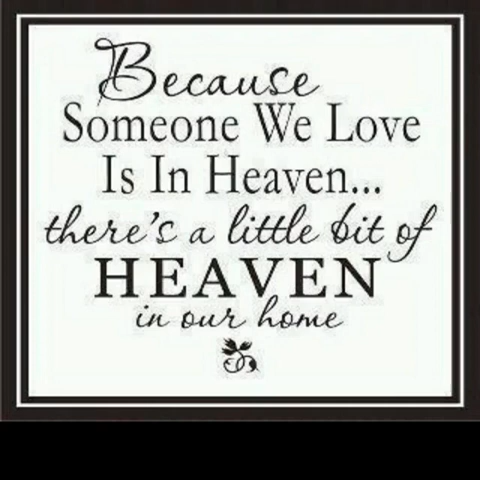 Because
Someone We Love
Is In Heaven...
there's a little bit of
HEAVEN
in our home